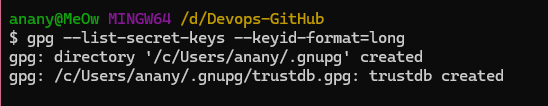 anany@MeOw MINGW64 /d/Devops-GitHub
$ gpg --list-secret-keys --keyid-format=long
gpg: directory '/c/Users/anany/.gnupg' created
gpg: /c/Users/anany/.gnupg/trustdb.gpg: trustdb created